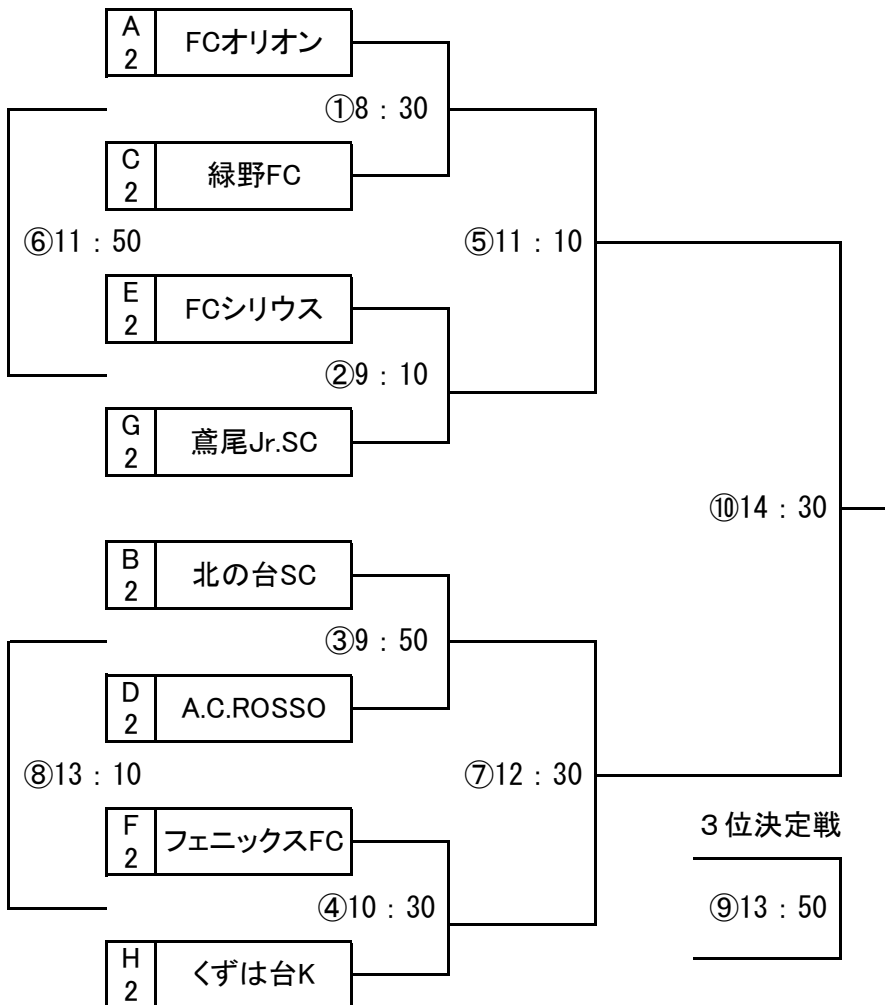 A
2
FCオリオン
①8：30
C
2
緑野FC
⑥11：50
⑤11：10
E
2
FCシリウス
②9：10
G
2
鳶尾Jr.SC
⑩14：30
B
2
北の台SC
③9：50
D
2
A.C.ROSSO
⑧13：10
⑦12：30
F
2
フェニックスFC
３位決定戦
④10：30
⑨13：50
H
2
くずは台K